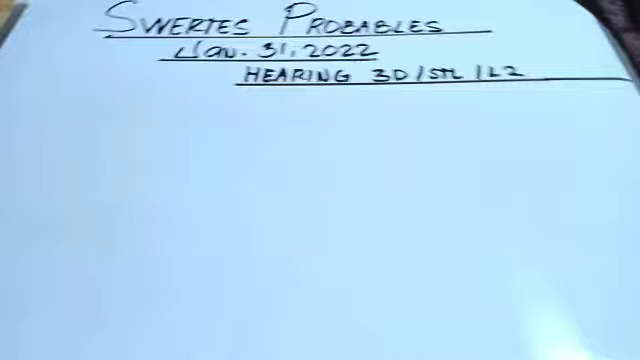 SWERTES PROBABLES
Jan. 31, 2022
HEARING 3D/STL/L2